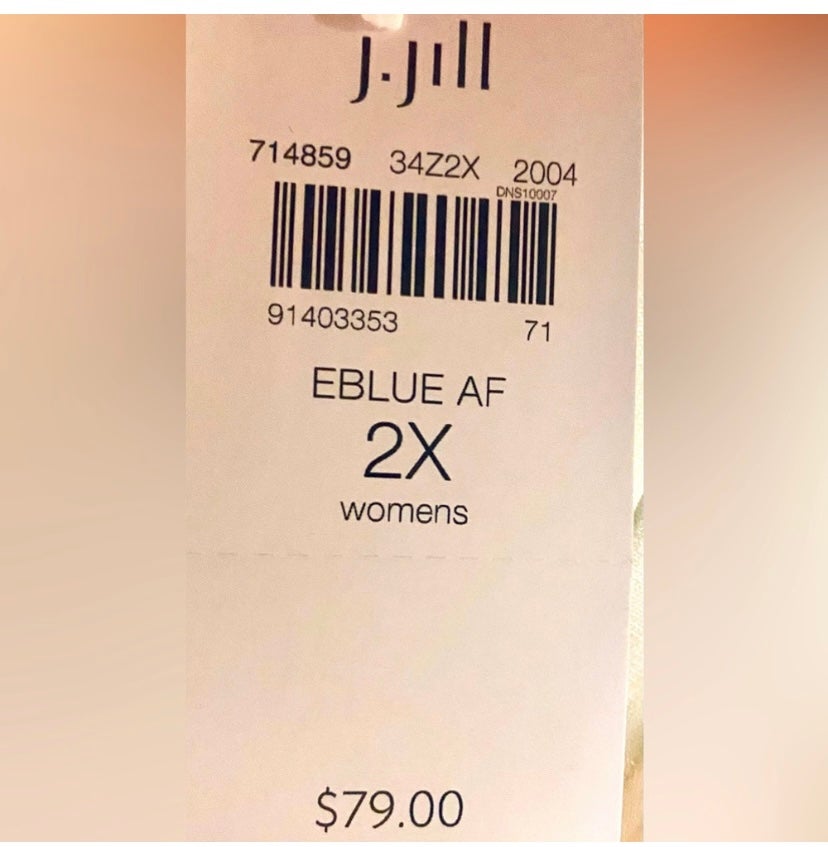 J.Jill
714859 34Z2X 2004
DNS10007
91403353 71
EBLUE AF
2X
womens
$79.00